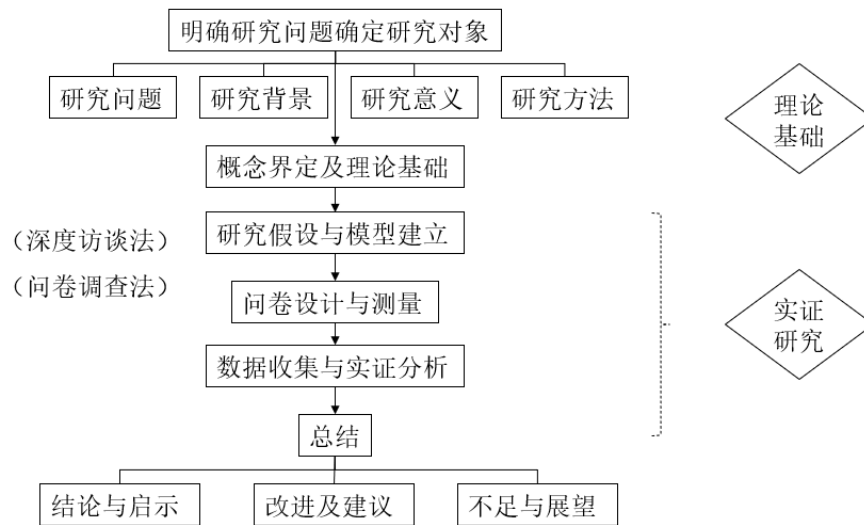 明确研究问题确定研究对象
研究问题
研究背景
研究意义
研究方法
理论
基础
概念界定及理论基础
研究假设与模型建立
（深度访谈法）
（问卷调查法）
问卷设计与测量
实证
研究
数据收集与实证分析
总结
结论与启示
改进及建议
不足与展望